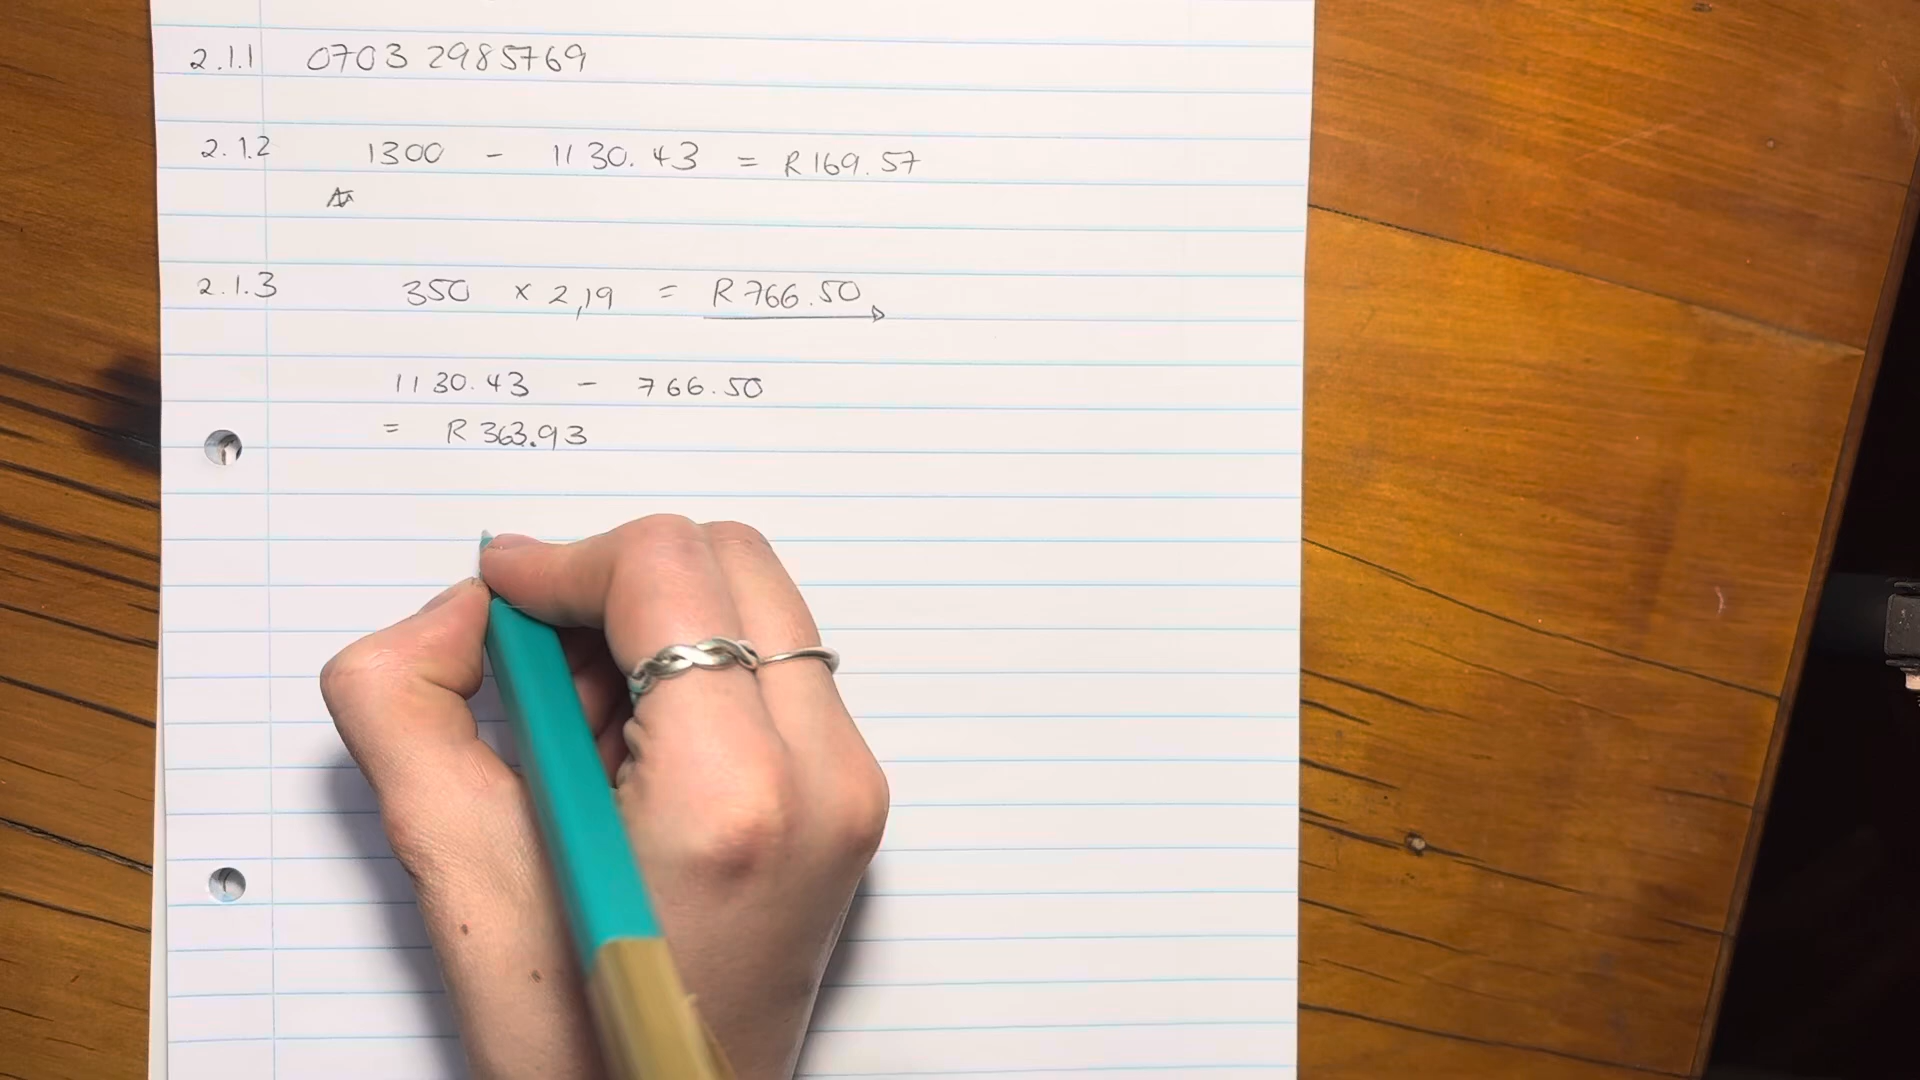 2.1.1 0703 2985769
2.1.2 1300 - 1130.43 = R169.57
2.1.3 350 × 2,19 = R766.50
1130.43 - 766.50
= R 363.93